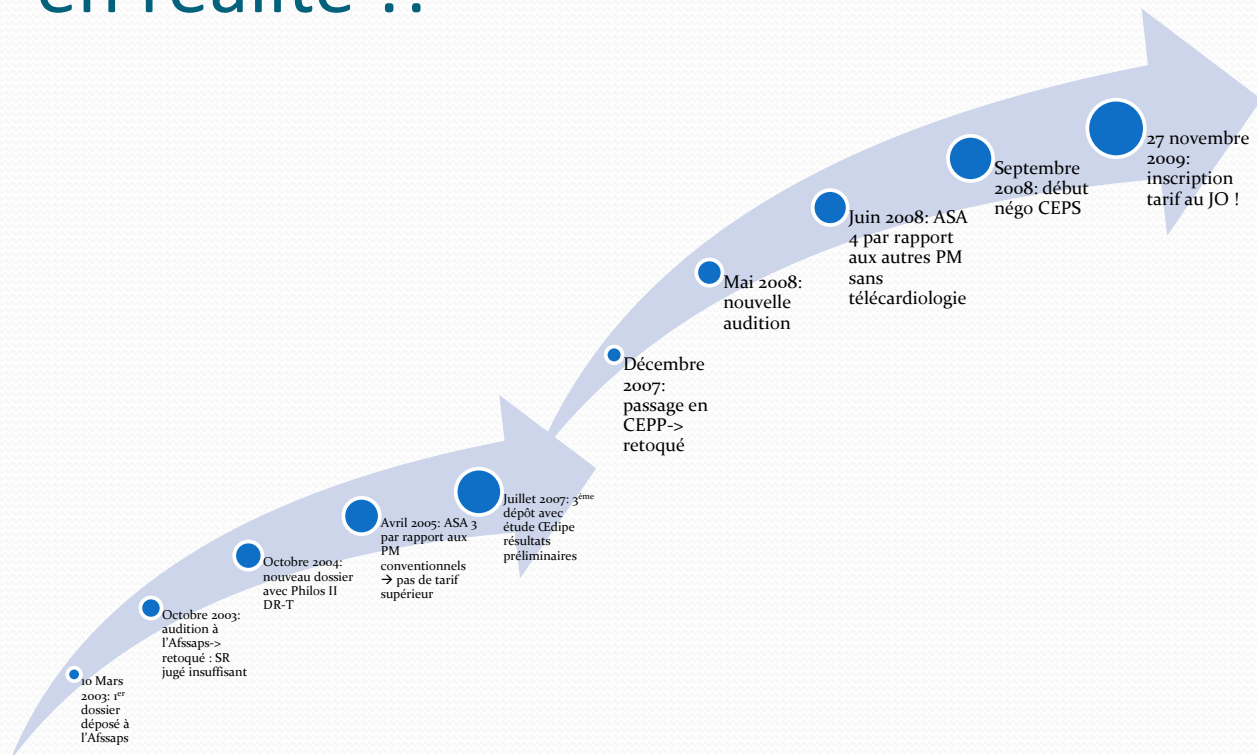 en réalité !!
10 Mars
2003: 1er
dossier
déposé à
l'Afssaps
Octobre 2003:
audition à
l'Afssaps->
retoqué : SR
jugé insuffisant
Octobre 2004:
nouveau dossier
avec Philos II
DR-T
Avril 2005: ASA 3
par rapport aux
PM
conventionnels
→ pas de tarif
supérieur
Juillet 2007: 3ème
dépôt avec
étude Œdipe
résultats
préliminaires
Décembre
2007:
passage en
CEPP->
retoqué
Mai 2008:
nouvelle
audition
Juin 2008: ASA
4 par rapport
aux autres PM
sans
télécardiologie
Septembre
2008: début
négo CEPS
27 novembre
2009:
inscription
tarif au JO !